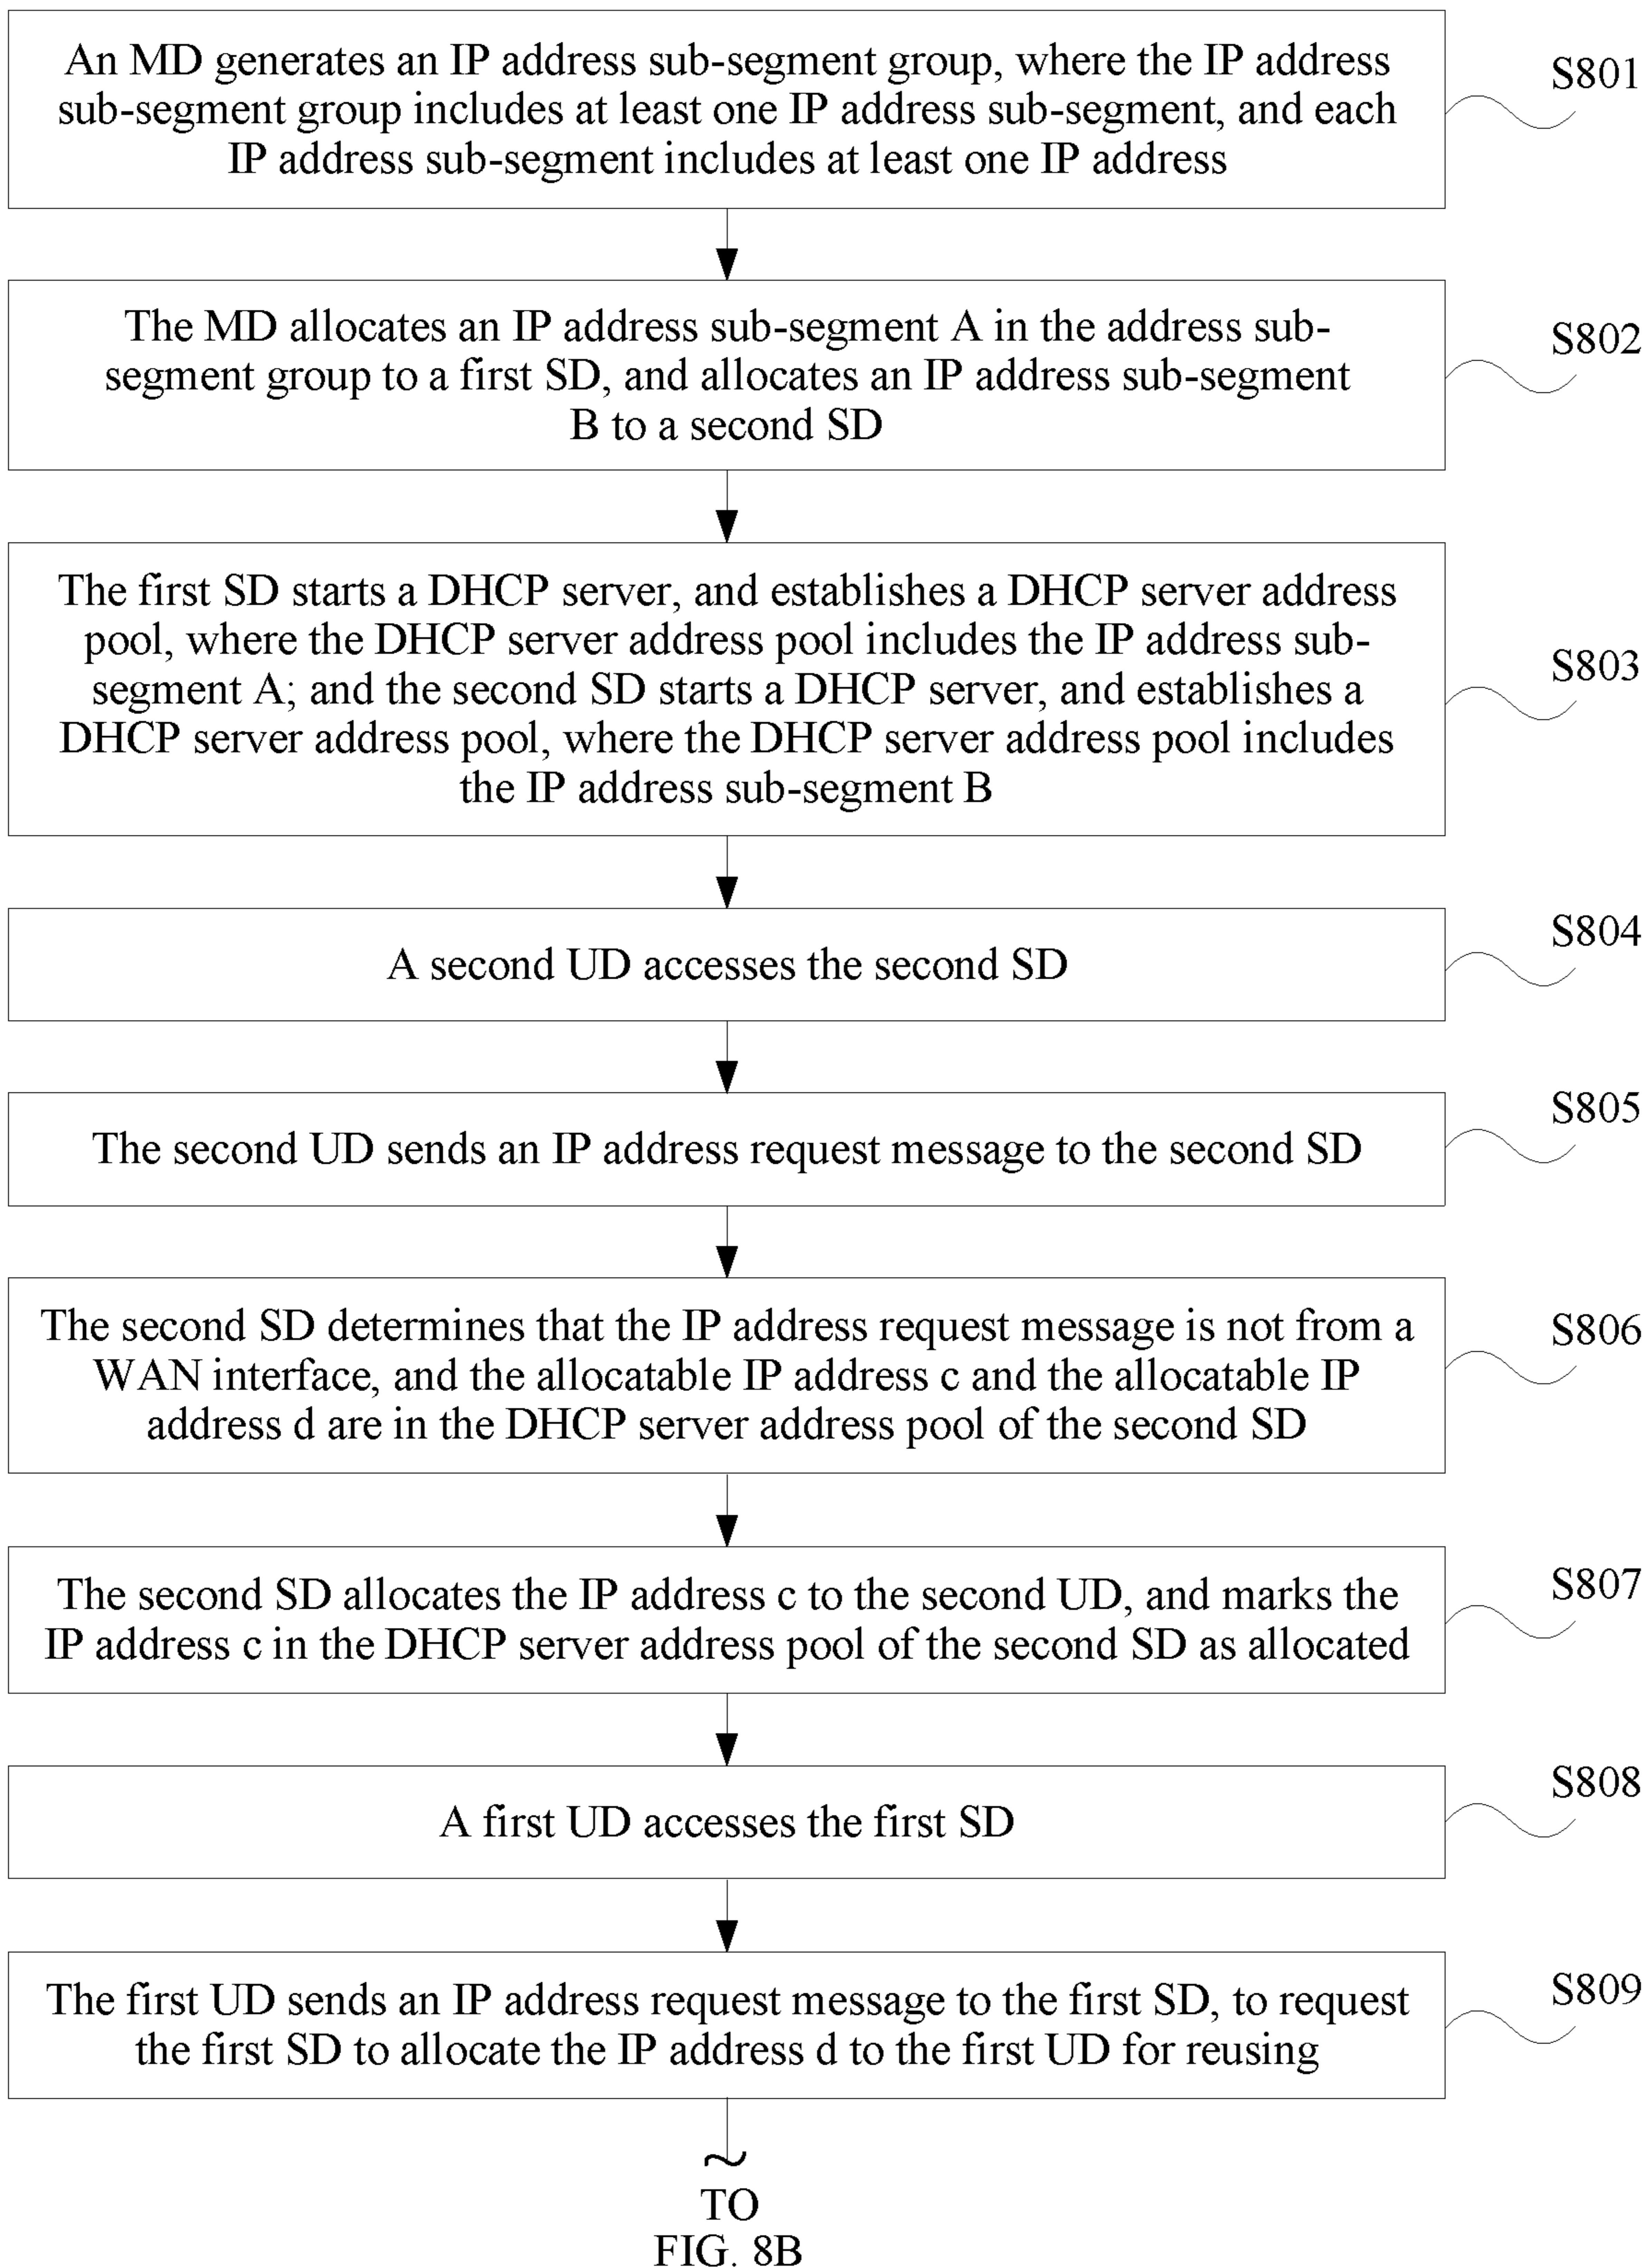 An MD generates an IP address sub-segment group, where the IP address
sub-segment group includes at least one IP address sub-segment, and each
IP address sub-segment includes at least one IP address
S801
The MD allocates an IP address sub-segment A in the address sub-
segment group to a first SD, and allocates an IP address sub-segment
B to a second SD
S802
The first SD starts a DHCP server, and establishes a DHCP server address
pool, where the DHCP server address pool includes the IP address sub-
segment A; and the second SD starts a DHCP server, and establishes a
DHCP server address pool, where the DHCP server address pool includes
the IP address sub-segment B
S803
A second UD accesses the second SD
S804
The second UD sends an IP address request message to the second SD
S805
The second SD determines that the IP address request message is not from a
WAN interface, and the allocatable IP address c and the allocatable IP
address d are in the DHCP server address pool of the second SD
S806
The second SD allocates the IP address c to the second UD, and marks the
IP address c in the DHCP server address pool of the second SD as allocated
S807
A first UD accesses the first SD
S808
The first UD sends an IP address request message to the first SD, to request
the first SD to allocate the IP address d to the first UD for reusing
S809
TO
FIG. 8B